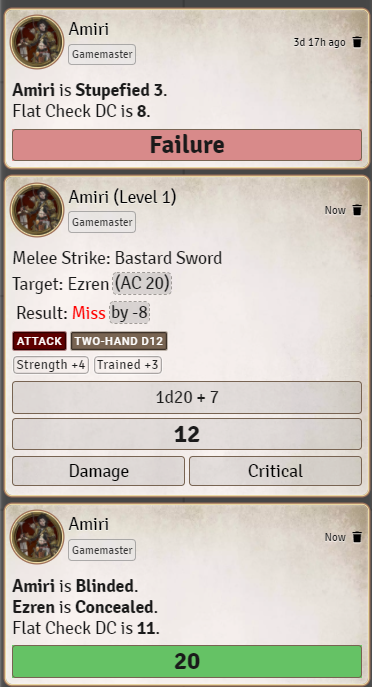 Amiri
Gamemaster
3d 17h ago
Amiri is Stupefied 3.
Flat Check DC is 8.
Failure
Amiri (Level 1)
Gamemaster
Now
Melee Strike: Bastard Sword
Target: Ezren (AC 20)
Result: Miss by -8
ATTACK TWO-HAND D12
Strength +4 Trained +3
1d20 + 7
12
Damage Critical
Amiri
Gamemaster
Now
Amiri is Blinded.
Ezren is Concealed.
Flat Check DC is 11.
20